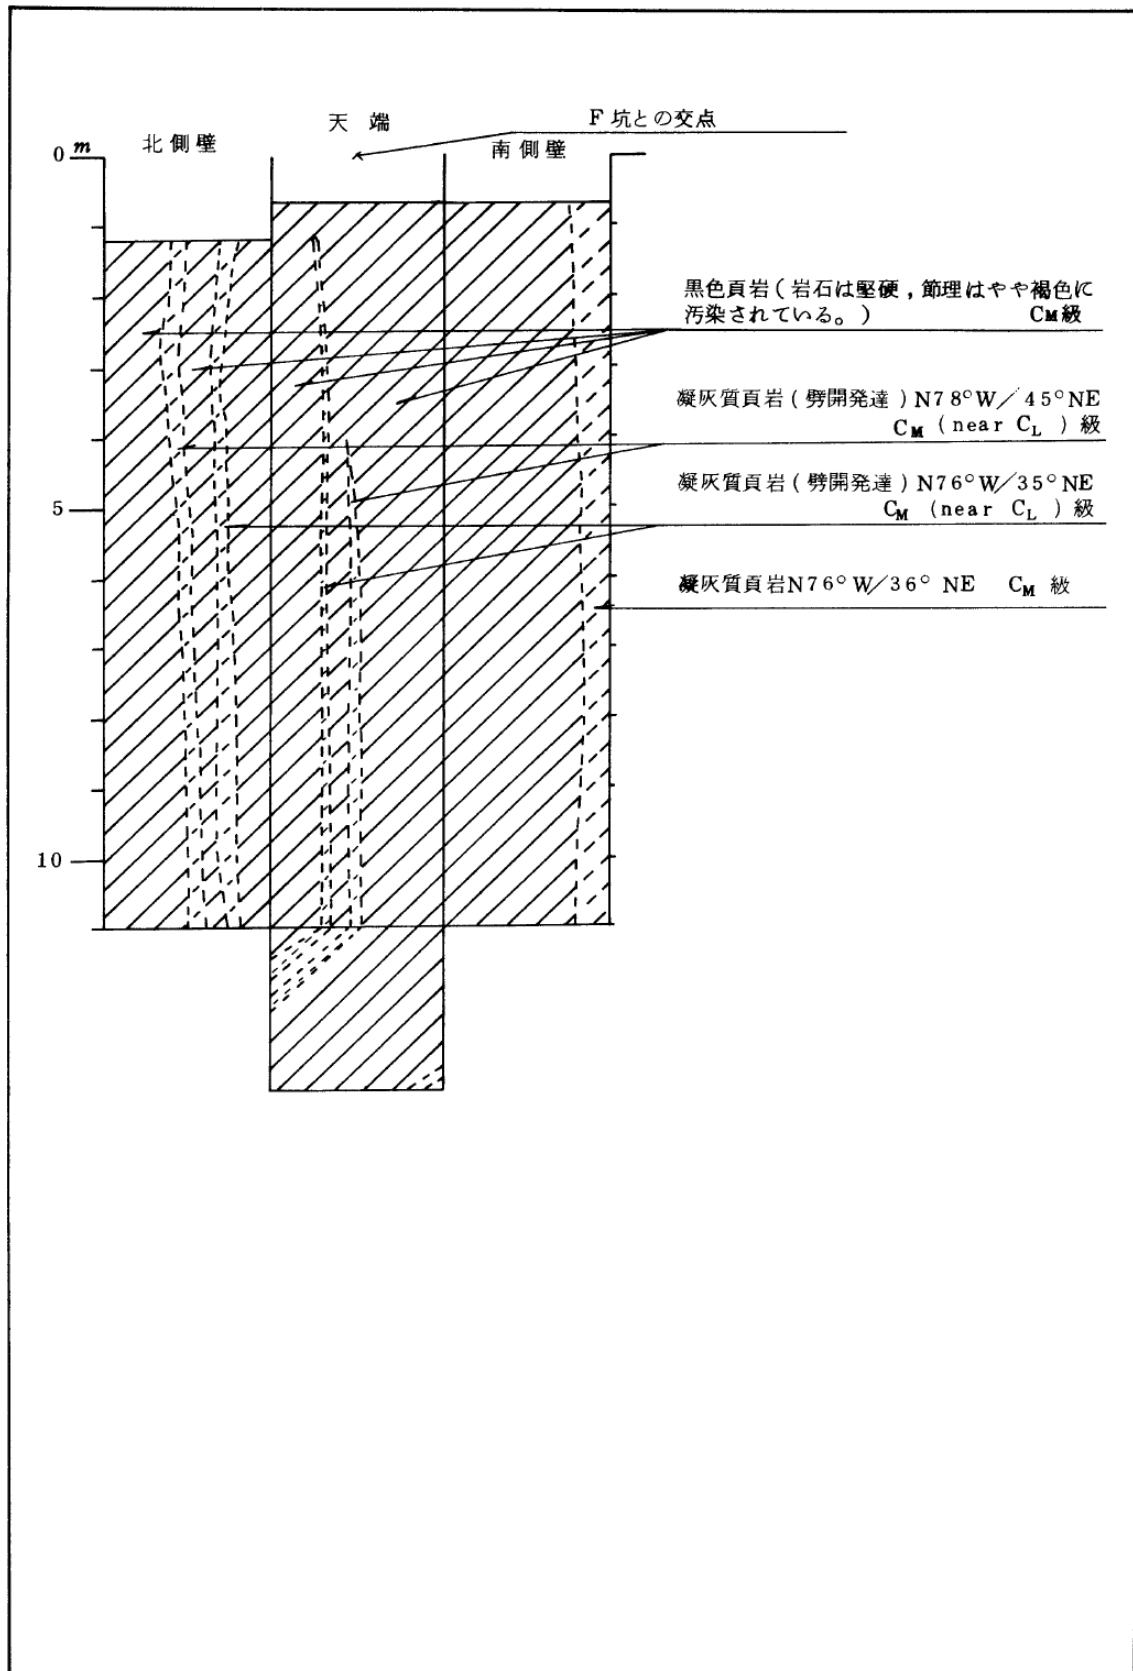 天端
F坑との交点
北側壁
南側壁
0 m
5
10
黒色頁岩(岩石は堅硬,節理はやや褐色に
汚染されている。) CM級
凝灰質頁岩(劈開発達)N78°W/45°NE
CM (near CL)級
凝灰質頁岩(劈開発達)N76°W/35°NE
CM (near CL)級
凝灰質頁岩N76°W/36°NE CM級